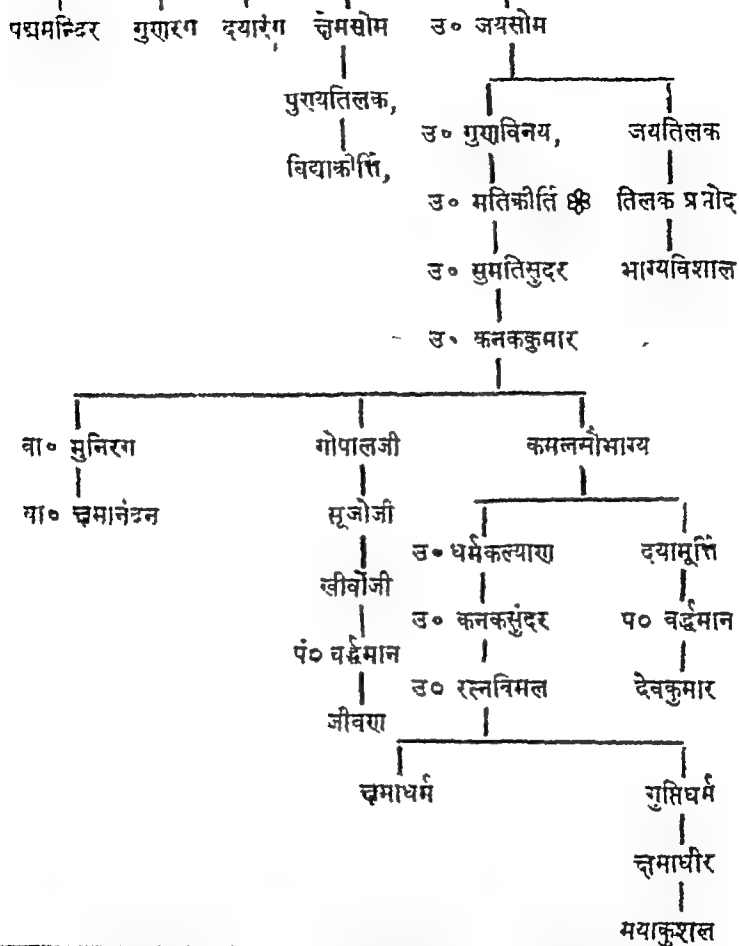 पद्ममन्दिर गुणरग दयारंग क्षेमसोम उ० जयसोम
पुण्यतिलक,
उ० गुणविनय, जयतिलक
विद्याकीर्त्ति,
उ० मतिकीर्ति तिलक प्रमोद
उ० सुमतिसुदर भाग्यविशाल
उ० कनककुमार
वा० मुनिरग गोपालजी कमलसौभाग्य
वा० क्षमानंदन सूजोजी
उ० धर्मकल्याण दयामूर्त्ति
खीवोंजी
उ० कनकसुंदर प० वर्द्धमान
पं० वर्द्धमान
उ० रत्नविमल देवकुमार
जीवण
क्षमाधर्म गुप्तिधर्म
क्षमाधीर
मयाकुशल